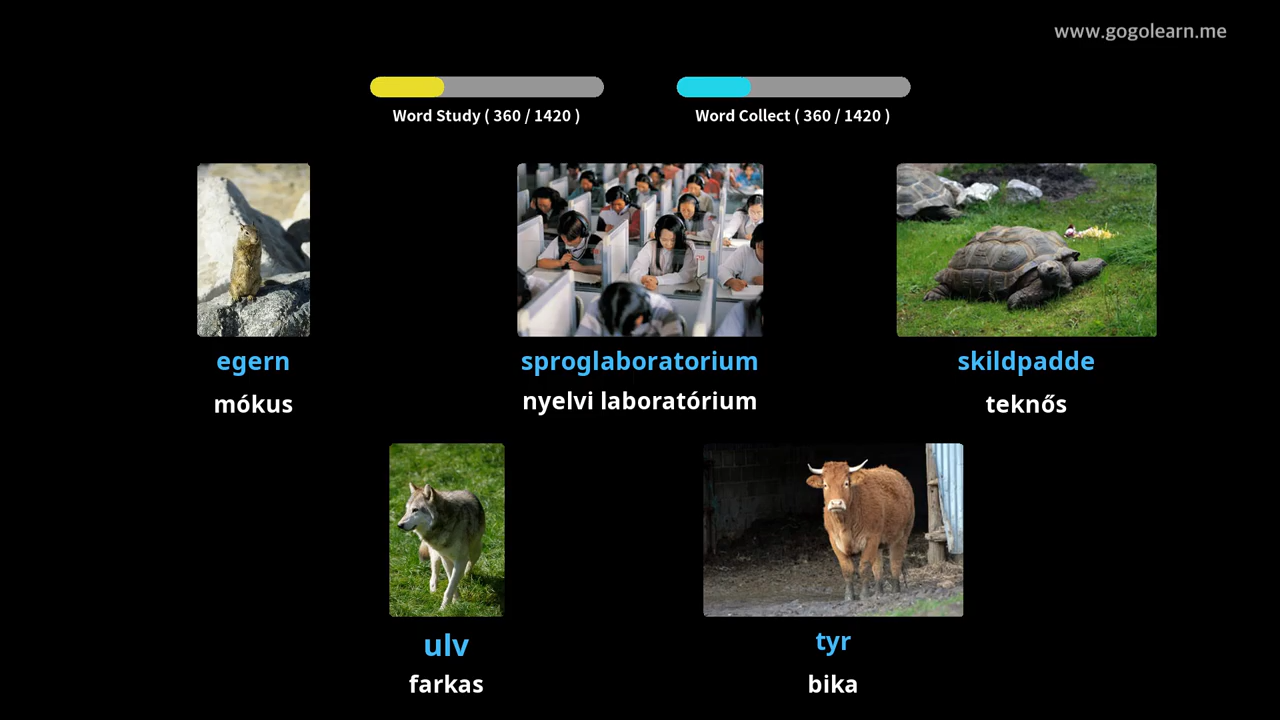 www.gogolearn.me
Word Study ( 360 / 1420 )
Word Collect ( 360 / 1420 )
egern
mókus
sproglaboratorium
nyelvi laboratórium
skildpadde
teknős
ulv
farkas
tyr
bika